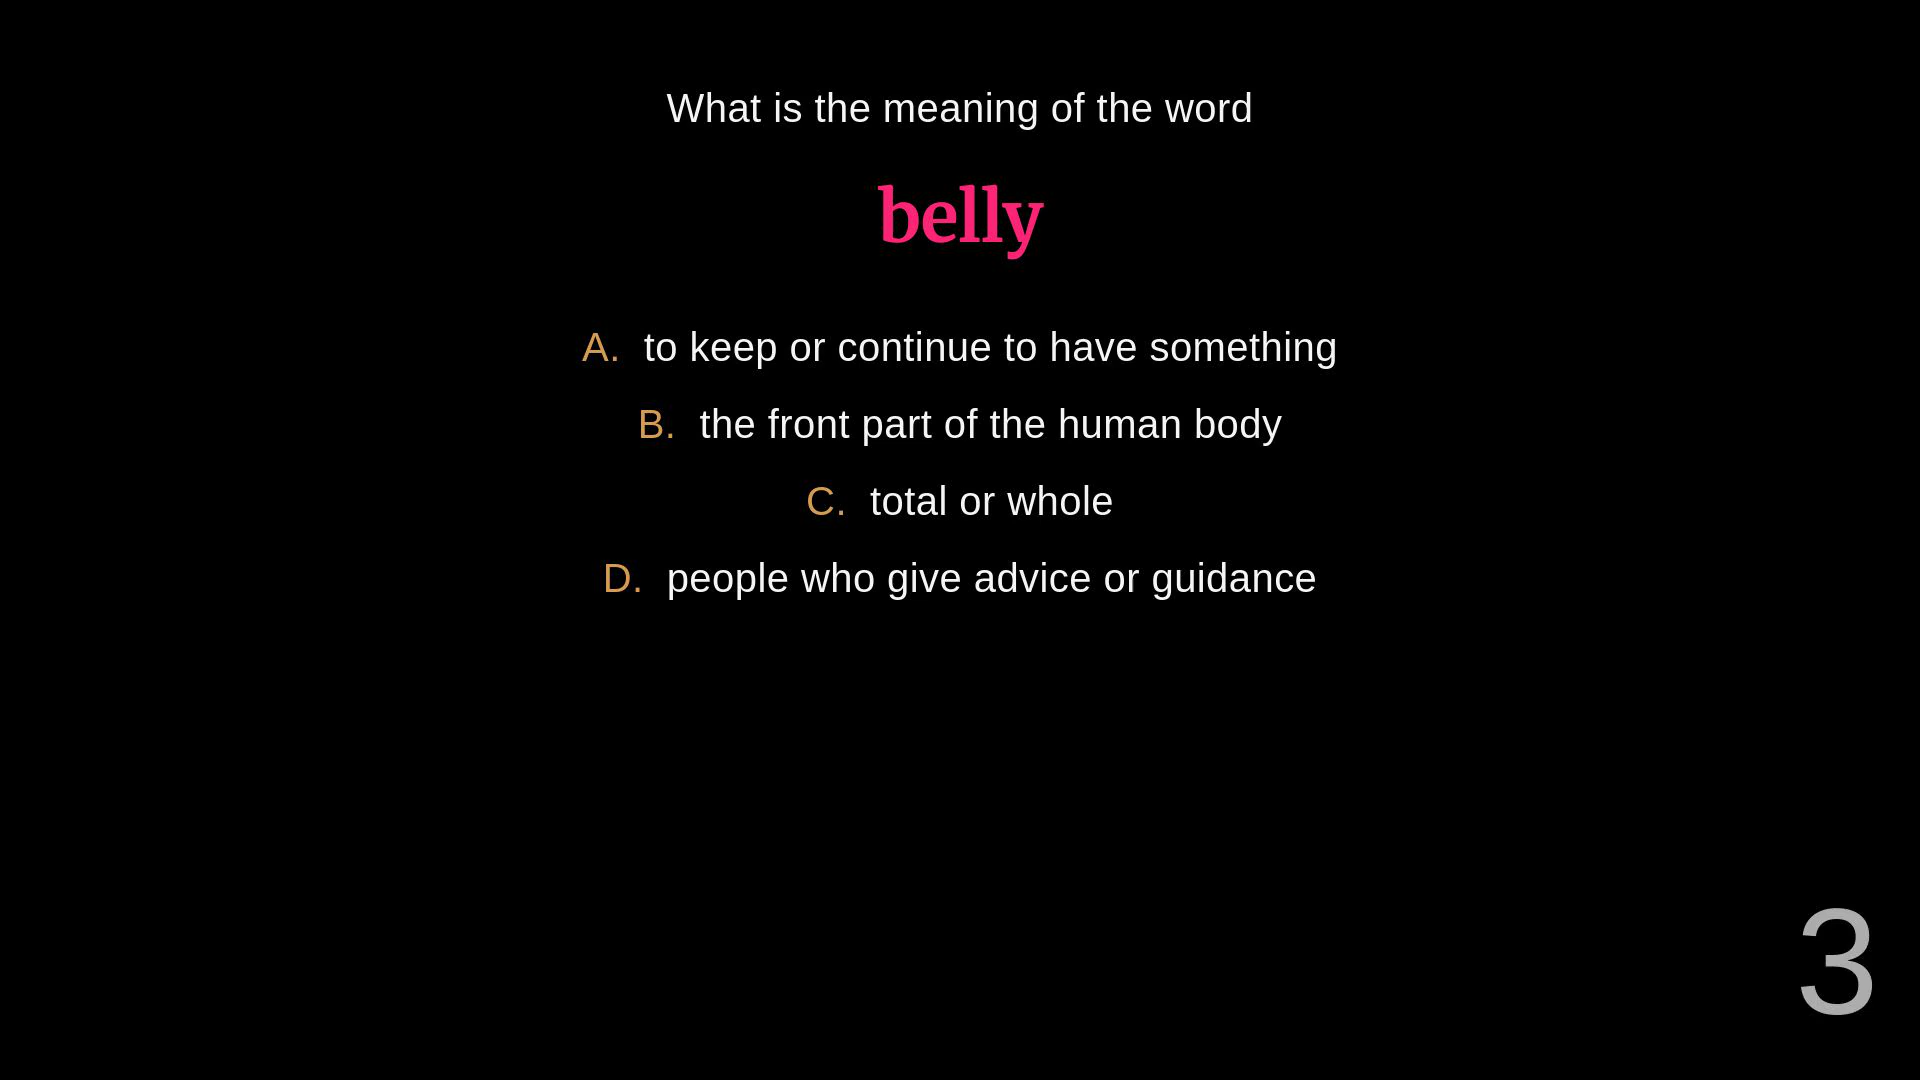 What is the meaning of the word
belly
A. to keep or continue to have something
B. the front part of the human body
C. total or whole
D. people who give advice or guidance
3